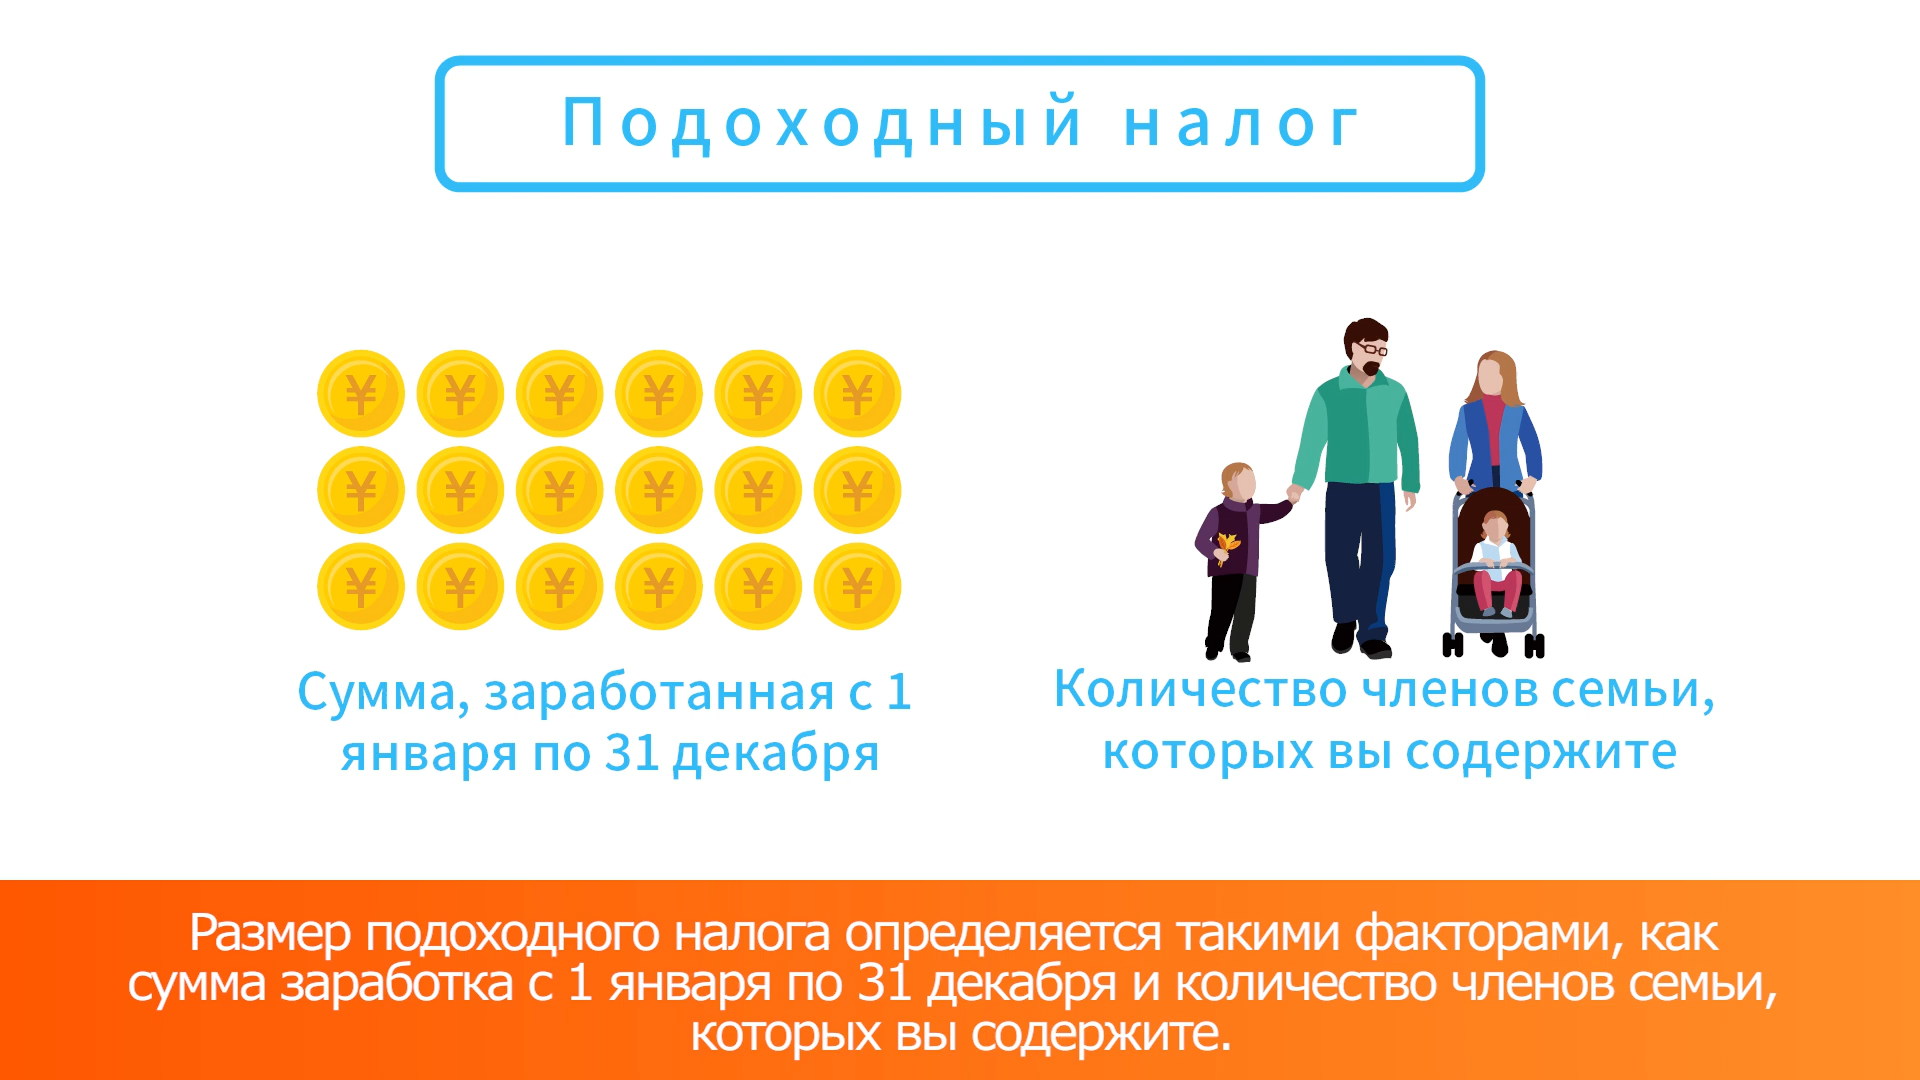 Подоходный налог
¥ ¥ ¥ ¥ ¥ ¥
¥ ¥ ¥ ¥ ¥ ¥
¥ ¥ ¥ ¥ ¥ ¥
Сумма, заработанная с 1
января по 31 декабря
Количество членов семьи,
которых вы содержите
Размер подоходного налога определяется такими факторами, как
сумма заработка с 1 января по 31 декабря и количество членов семьи,
которых вы содержите.